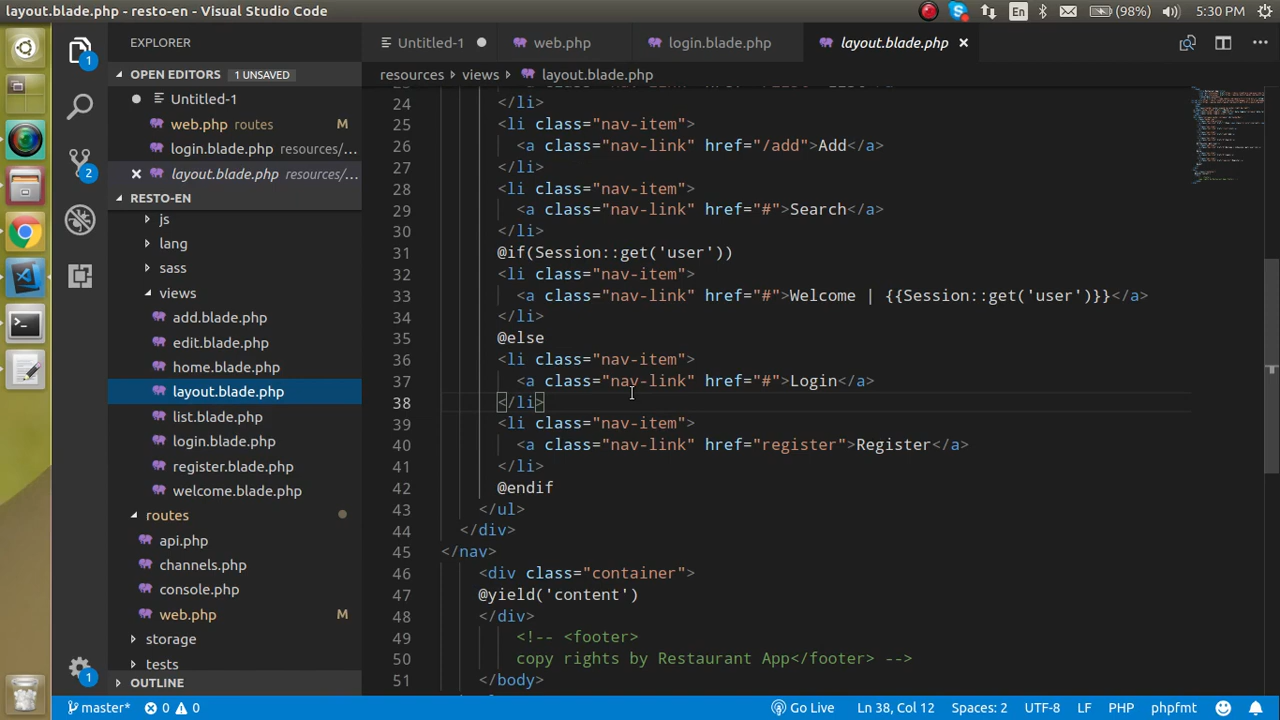 layout.blade.php - resto-en - Visual Studio Code
En
(98%)
5:30 PM
EXPLORER
OPEN EDITORS 1 UNSAVED
Untitled-1
web.php routes M
login.blade.php resources/...
layout.blade.php resources/...
RESTO-EN
js
lang
sass
views
add.blade.php
edit.blade.php
home.blade.php
layout.blade.php
list.blade.php
login.blade.php
register.blade.php
welcome.blade.php
routes
api.php
channels.php
console.php
web.php M
storage
tests
OUTLINE
1
2
1
Untitled-1
web.php
login.blade.php
layout.blade.php
resources > views > layout.blade.php
24 </li>
25 <li class="nav-item">
26 <a class="nav-link" href="/add">Add</a>
27 </li>
28 <li class="nav-item">
29 <a class="nav-link" href="#">Search</a>
30 </li>
31 @if(Session::get('user'))
32 <li class="nav-item">
33 <a class="nav-link" href="#">Welcome | {{Session::get('user')}}</a>
34 </li>
35 @else
36 <li class="nav-item">
37 <a class="nav-link" href="#">Login</a>
38 </li>
39 <li class="nav-item">
40 <a class="nav-link" href="register">Register</a>
41 </li>
42 @endif
43 </ul>
44 </div>
45 </nav>
46 <div class="container">
47 @yield('content')
48 </div>
49 <!-- <footer>
50 copy rights by Restaurant App</footer> -->
51 </body>
master* 0 0
Go Live
Ln 38, Col 12
Spaces: 2
UTF-8
LF
PHP
phpfmt